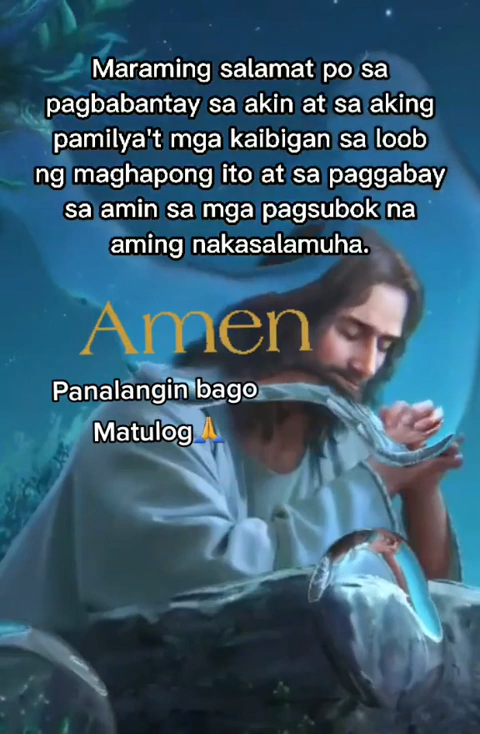 Maraming salamat po sa
pagbabantay sa akin at sa aking
pamilya't mga kaibigan sa loob
ng maghapong ito at sa paggabay
sa amin sa mga pagsubok na
aming nakasalamuha.
Amen
Panalangin bago
Matulog🙏